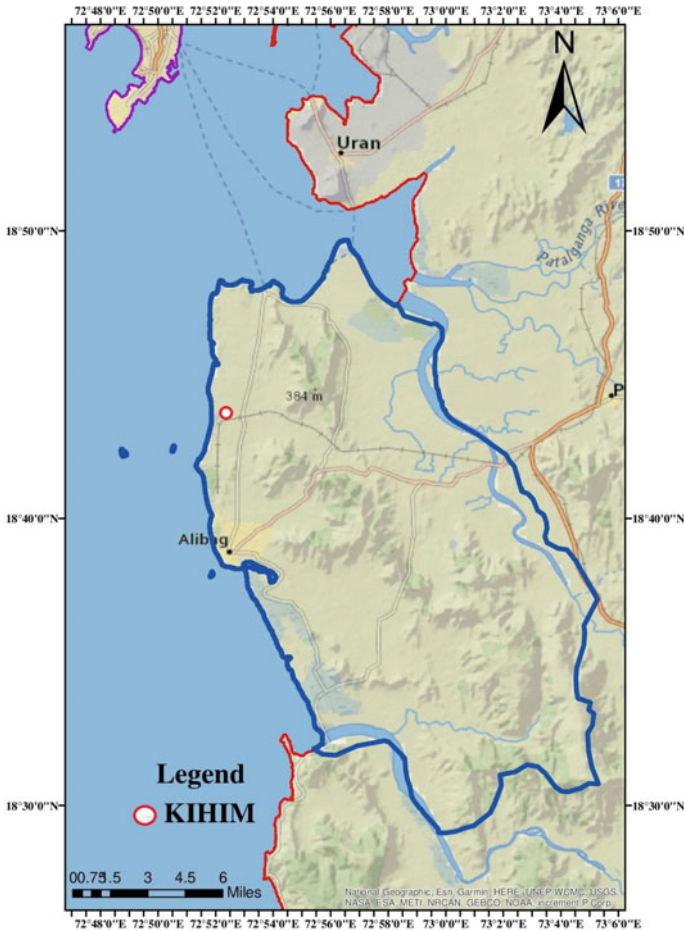 72°48'0"E 72°50'0"E 72°52'0"E 72°54'0"E 72°56'0"E 72°58'0"E 73°0'0"E 73°2'0"E 73°4'0"E 73°6'0"E
N
Uran
18°50'0"N 18°50'0"N
Patalganga River
384 m
P
18°40'0"N 18°40'0"N
Alibag
Legend
KIHIM
18°30'0"N 18°30'0"N
0 0.75 1.5 3 4.5 6
Miles
National Geographic, Esri, Garmin, HERE, UNEP-WCMC, USGS,
NASA, ESA, METI, NRCAN, GEBCO, NOAA, increment P Corp.
72°48'0"E 72°50'0"E 72°52'0"E 72°54'0"E 72°56'0"E 72°58'0"E 73°0'0"E 73°2'0"E 73°4'0"E 73°6'0"E